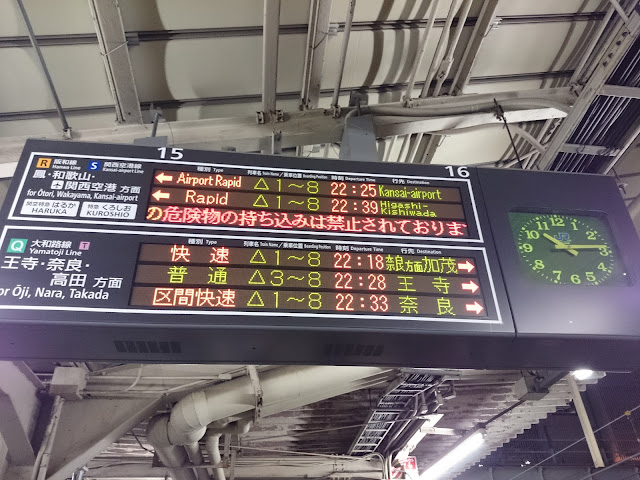 15
16
R 阪和線
Hanwa Line
S 関西空港線
Kansai-airport Line
鳳・和歌山・
関西空港 方面
for Ōtori, Wakayama, Kansai-airport
関空特急 はるか
HARUKA
特急 くろしお
KUROSHIO
種別 Type 列車名 Train Name / 乗車位置 Boarding Position 時刻 Departure Time 行先 Destination
← Airport Rapid △1～8 22:25 Kansai-airport
← Rapid △1～8 22:39 Higashi-Kishiwada
の危険物の持ち込みは禁止されておりま
Q 大和路線 T
Yamatoji Line
王寺・奈良・
高田 方面
for Ōji, Nara, Takada
種別 Type 列車名 Train Name / 乗車位置 Boarding Position 時刻 Departure Time 行先 Destination
快速 △1～8 22:18 奈良方面加茂 →
普通 △3～8 22:28 王寺 →
区間快速 △1～8 22:33 奈良 →